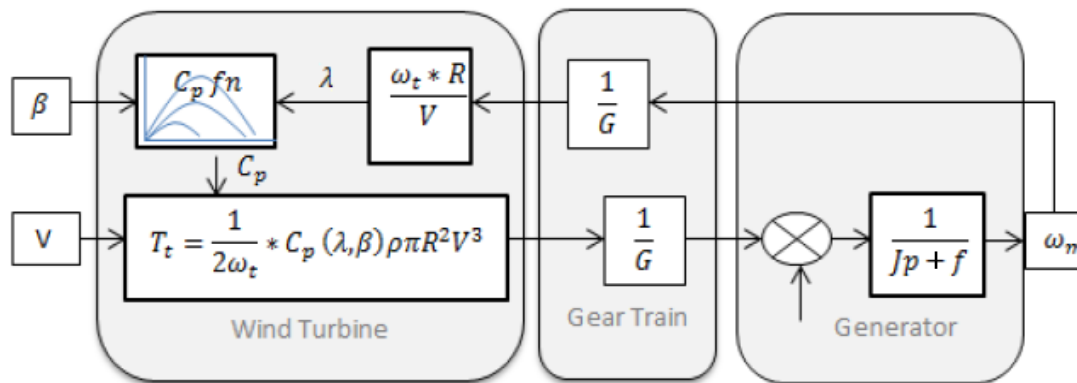 β
C_p fn
λ
ω_t * R
V
1
G
C_p
V
T_t = 1/2ω_t * C_p (λ,β) ρπR²V³
1
G
1
Jp + f
ω_m
Wind Turbine
Gear Train
Generator